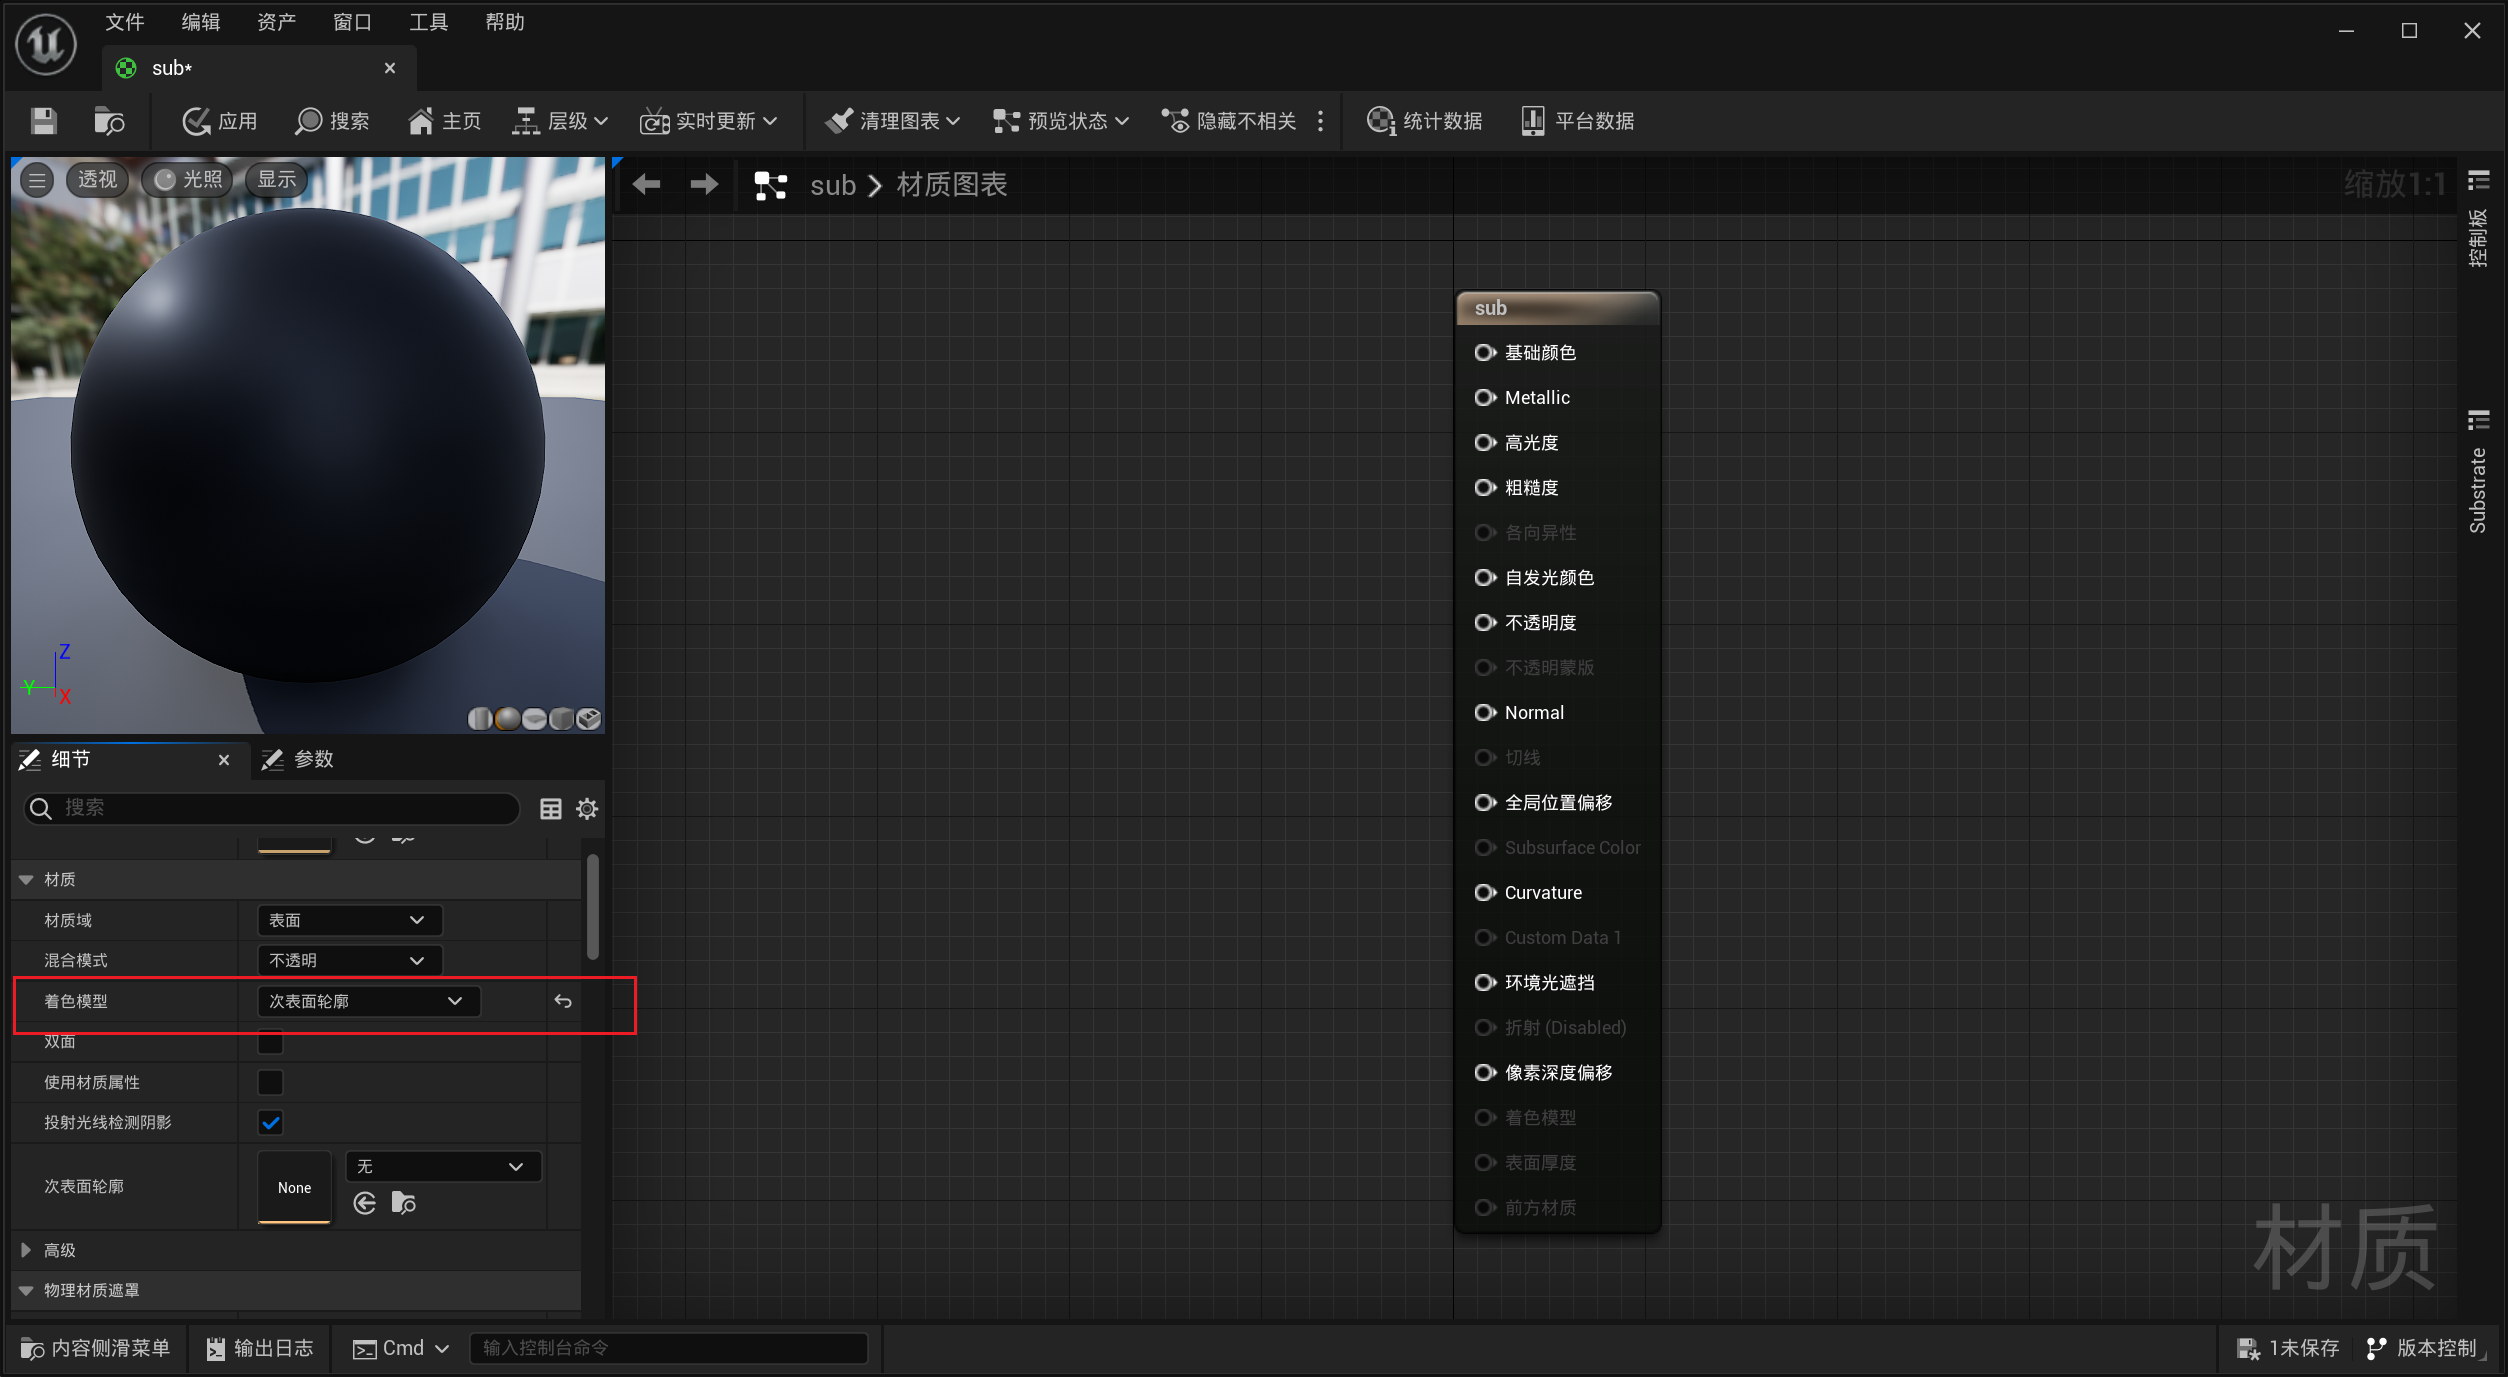 文件 编辑 资产 窗口 工具 帮助
sub*
应用 搜索 主页 层级 实时更新 清理图表 预览状态 隐藏不相关 统计数据 平台数据
透视 光照 显示
sub 材质图表
缩放1:1
控制板
Substrate
Z
Y
X
sub
基础颜色
Metallic
高光度
粗糙度
各向异性
自发光颜色
不透明度
不透明蒙版
Normal
切线
全局位置偏移
Subsurface Color
Curvature
Custom Data 1
环境光遮挡
折射 (Disabled)
像素深度偏移
着色模型
表面厚度
前方材质
材质
细节 参数
搜索
材质
材质域 表面
混合模式 不透明
着色模型 次表面轮廓
双面
使用材质属性
投射光线检测阴影
次表面轮廓 None 无
高级
物理材质遮罩
内容侧滑菜单 输出日志 Cmd 输入控制台命令 1未保存 版本控制